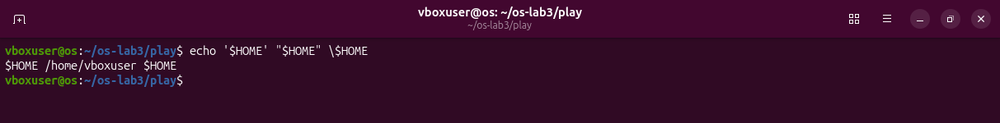 vboxuser@os: ~/os-lab3/play
~/os-lab3/play
vboxuser@os:~/os-lab3/play$ echo '$HOME' "$HOME" \$HOME
$HOME /home/vboxuser $HOME
vboxuser@os:~/os-lab3/play$